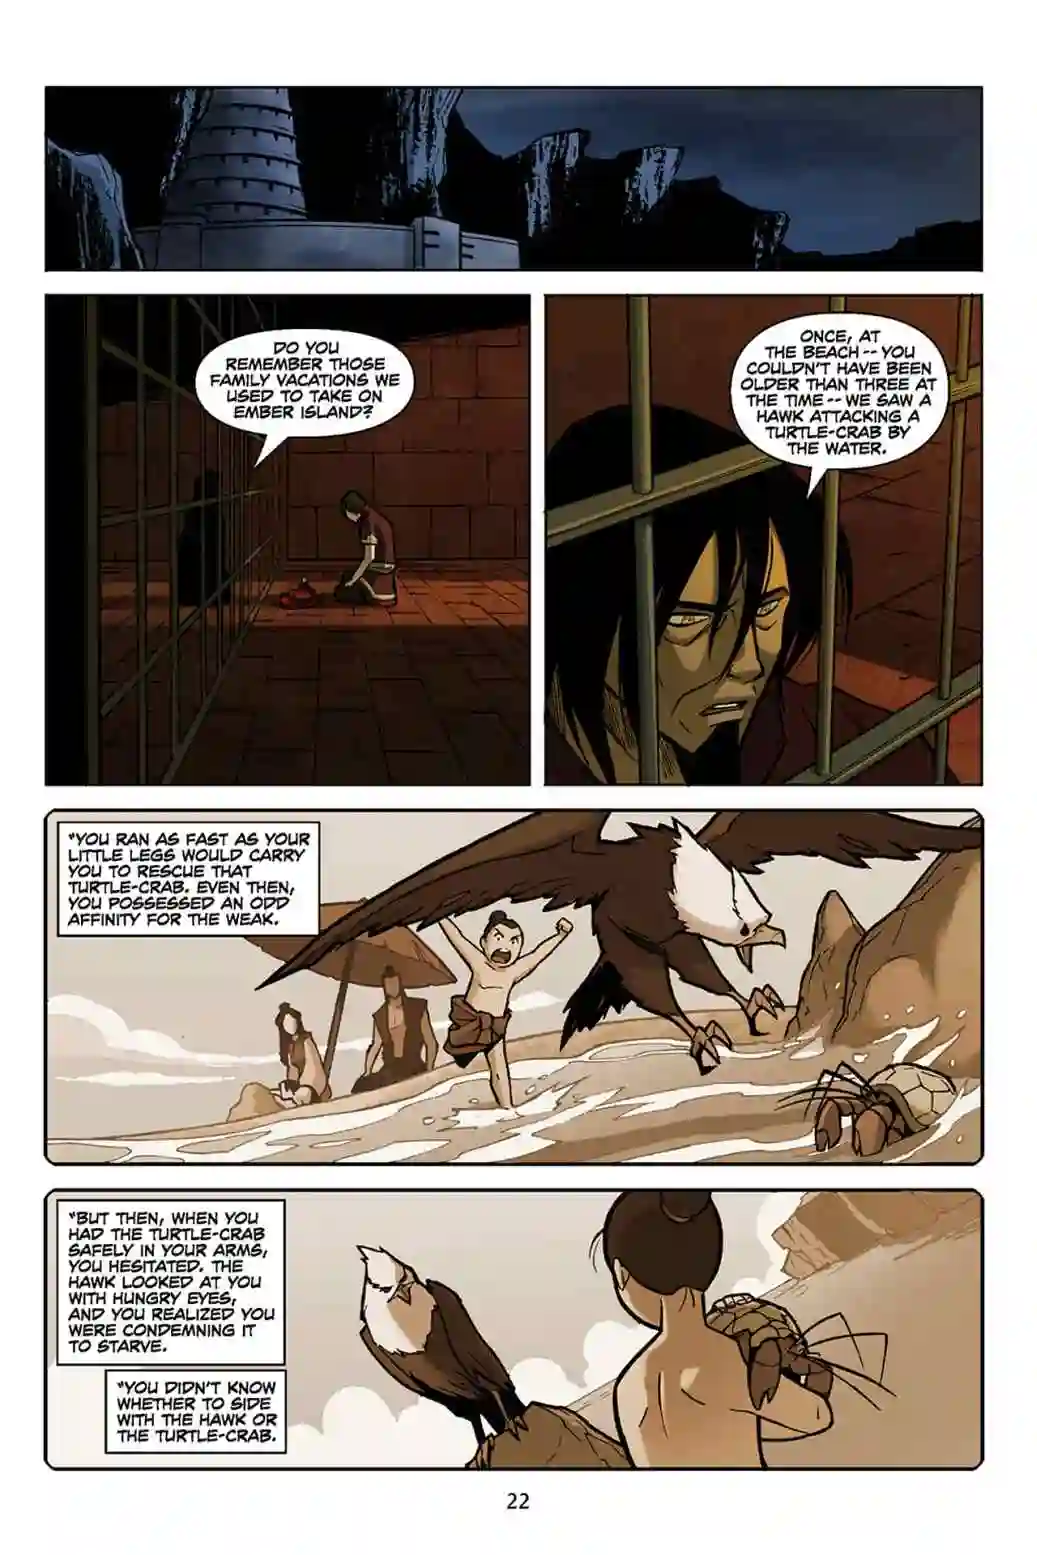 DO YOU
REMEMBER THOSE
FAMILY VACATIONS WE
USED TO TAKE ON
EMBER ISLAND?
ONCE, AT
THE BEACH -- YOU
COULDN'T HAVE BEEN
OLDER THAN THREE AT
THE TIME -- WE SAW A
HAWK ATTACKING A
TURTLE-CRAB BY
THE WATER.
"YOU RAN AS FAST AS YOUR
LITTLE LEGS WOULD CARRY
YOU TO RESCUE THAT
TURTLE-CRAB. EVEN THEN,
YOU POSSESSED AN ODD
AFFINITY FOR THE WEAK.
"BUT THEN, WHEN YOU
HAD THE TURTLE-CRAB
SAFELY IN YOUR ARMS,
YOU HESITATED. THE
HAWK LOOKED AT YOU
WITH HUNGRY EYES,
AND YOU REALIZED YOU
WERE CONDEMNING IT
TO STARVE.
"YOU DIDN'T KNOW
WHETHER TO SIDE
WITH THE HAWK OR
THE TURTLE-CRAB.
22